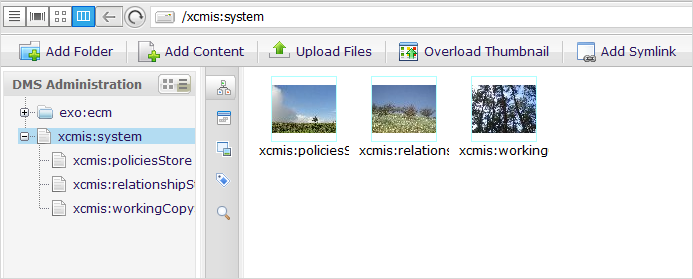 /xcmis:system
Add Folder Add Content Upload Files Overload Thumbnail Add Symlink
DMS Administration
exo:ecm
xcmis:system
xcmis:policiesStore
xcmis:relationshipS
xcmis:workingCopy
xcmis:policiesS xcmis:relations xcmis:working